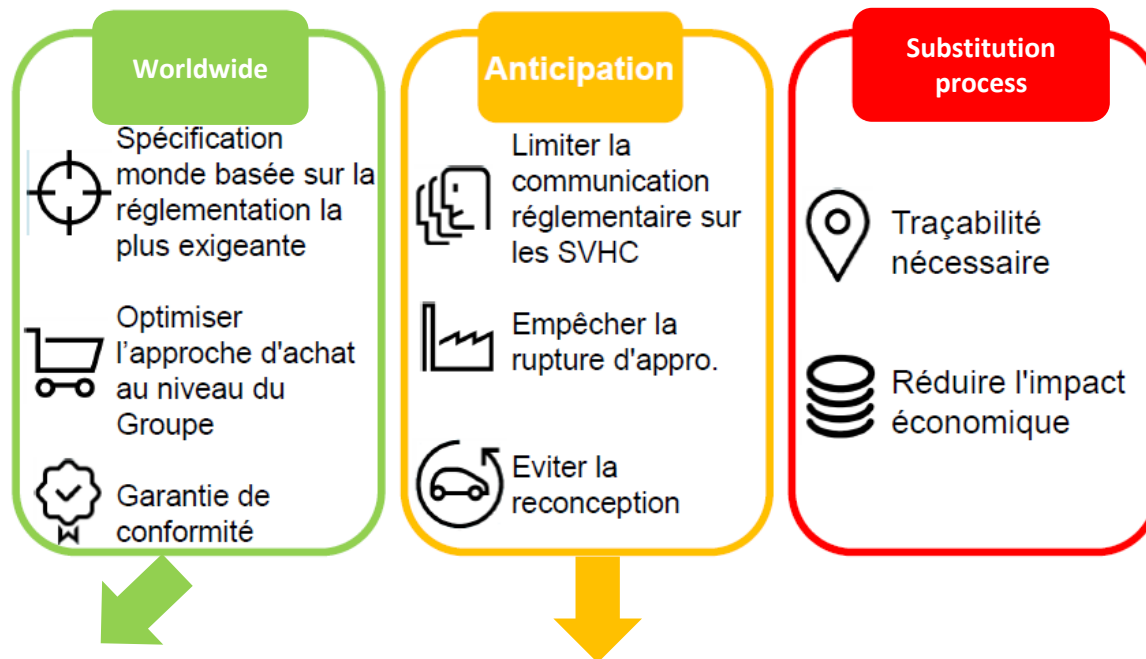 Worldwide
Spécification
monde basée sur la
réglementation la
plus exigeante
Optimiser
l’approche d'achat
au niveau du
Groupe
Garantie de
conformité
Anticipation
Limiter la
communication
réglementaire sur
les SVHC
Empêcher la
rupture d'appro.
Eviter la
reconception
Substitution
process
Traçabilité
nécessaire
Réduire l'impact
économique